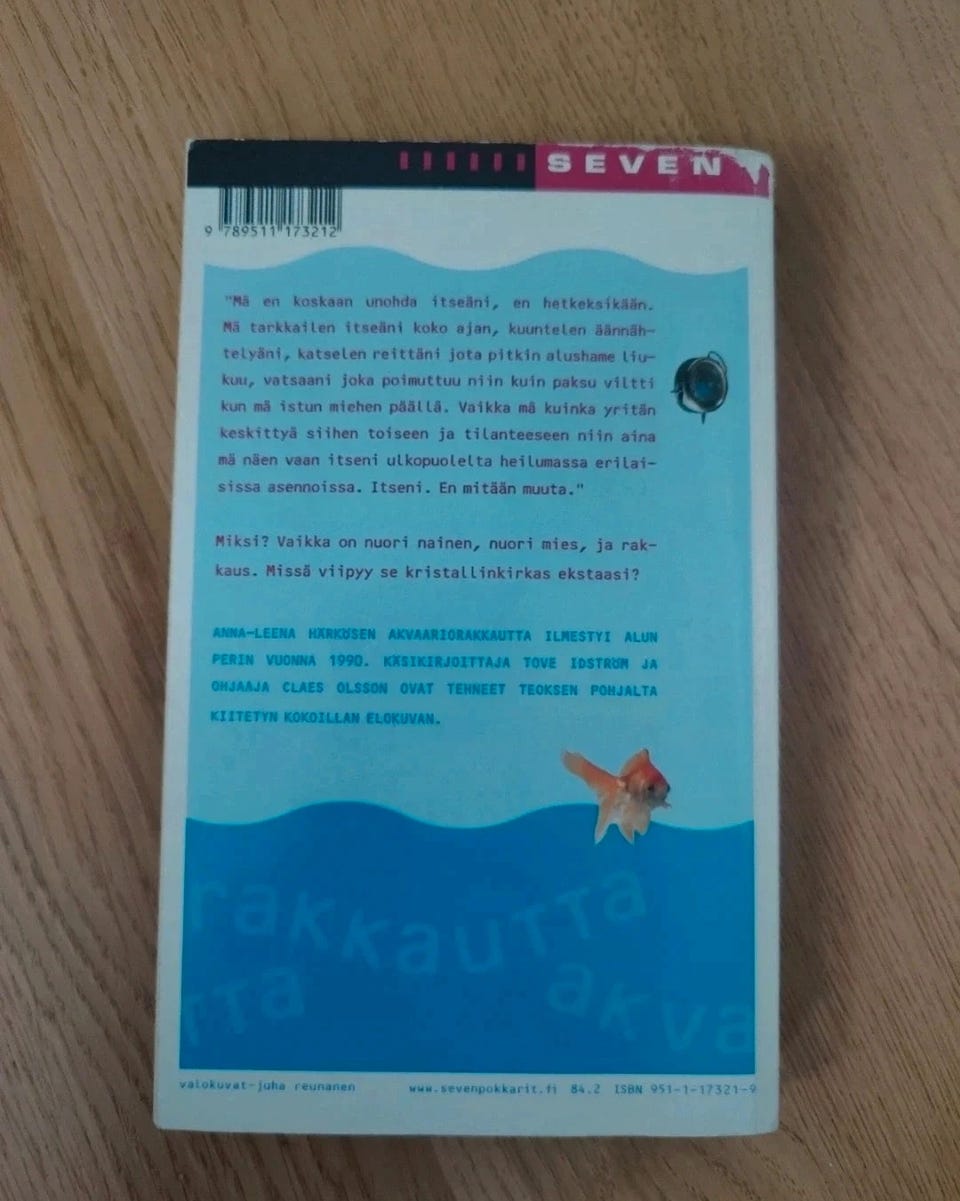 SEVEN
9 789511 173212
"Mä en koskaan unohda itseäni, en hetkeksikään.
Mä tarkkailen itseäni koko ajan, kuuntelen äännäh-
telyäni, katselen reittäni jota pitkin alushame liu-
kuu, vatsaani joka poimuttuu niin kuin paksu viltti
kun mä istun miehen päällä. Vaikka mä kuinka yritän
keskittyä siihen toiseen ja tilanteeseen niin aina
mä näen vaan itseni ulkopuolelta heilumassa erilai-
sissa asennoissa. Itseni. En mitään muuta."
Miksi? Vaikka on nuori nainen, nuori mies, ja rak-
kaus. Missä viipyy se kristallinkirkas ekstaasi?
ANNA-LEENA HÄRKÖSEN AKVAARIORAKKAUTTA ILMESTYI ALUN
PERIN VUONNA 1990. KÄSIKIRJOITTAJA TOVE IDSTRÖM JA
OHJAAJA CLAES OLSSON OVAT TEHNEET TEOKSEN POHJALTA
KIITETYN KOKOILLAN ELOKUVAN.
rakkautta
tta akva
valokuvat-juha reunanen www.sevenpokkarit.fi 84.2 ISBN 951-1-17321-9